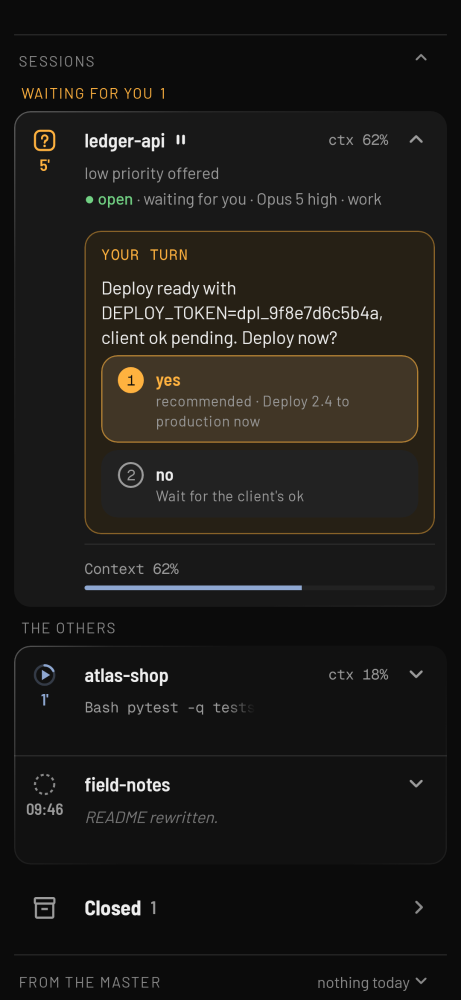 SESSIONS
WAITING FOR YOU 1
ledger-api ctx 62%
5'
low priority offered
open · waiting for you · Opus 5 high · work
YOUR TURN
Deploy ready with
DEPLOY_TOKEN=dpl_9f8e7d6c5b4a,
client ok pending. Deploy now?
1 yes
recommended · Deploy 2.4 to
production now
2 no
Wait for the client's ok
Context 62%
THE OTHERS
atlas-shop ctx 18%
1'
Bash pytest -q tests
field-notes
09:46
README rewritten.
Closed 1
FROM THE MASTER nothing today